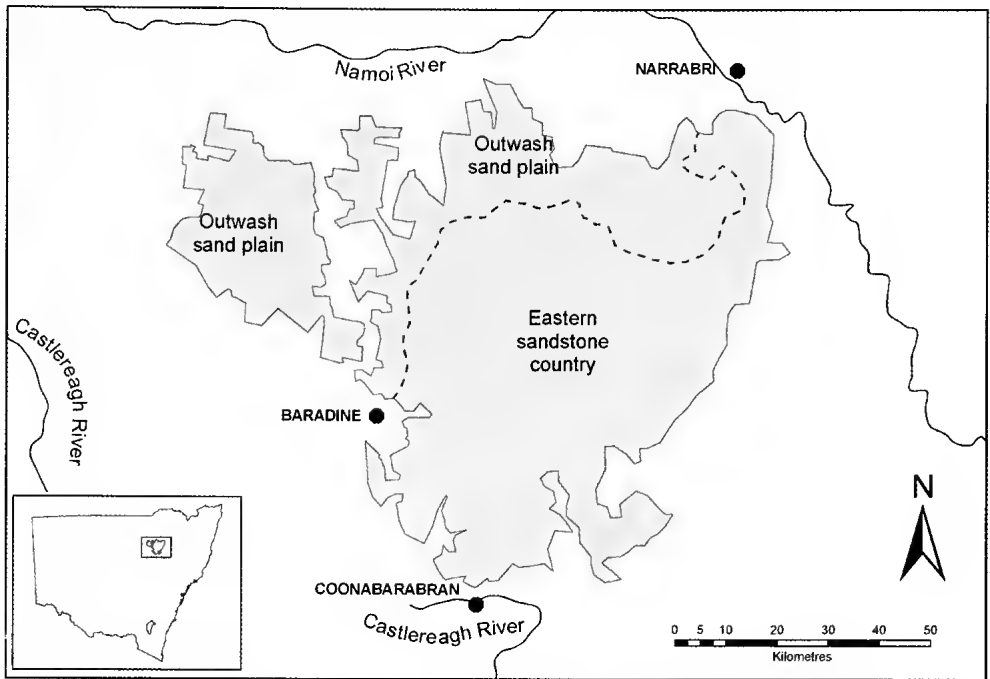 Namoi River
NARRABRI
Outwash
sand plain
Outwash
sand plain
Eastern
sandstone
country
Castlereagh River
BARADINE
N
COONABARABRAN
Castlereagh River
0 5 10 20 30 40 50
Kilometres